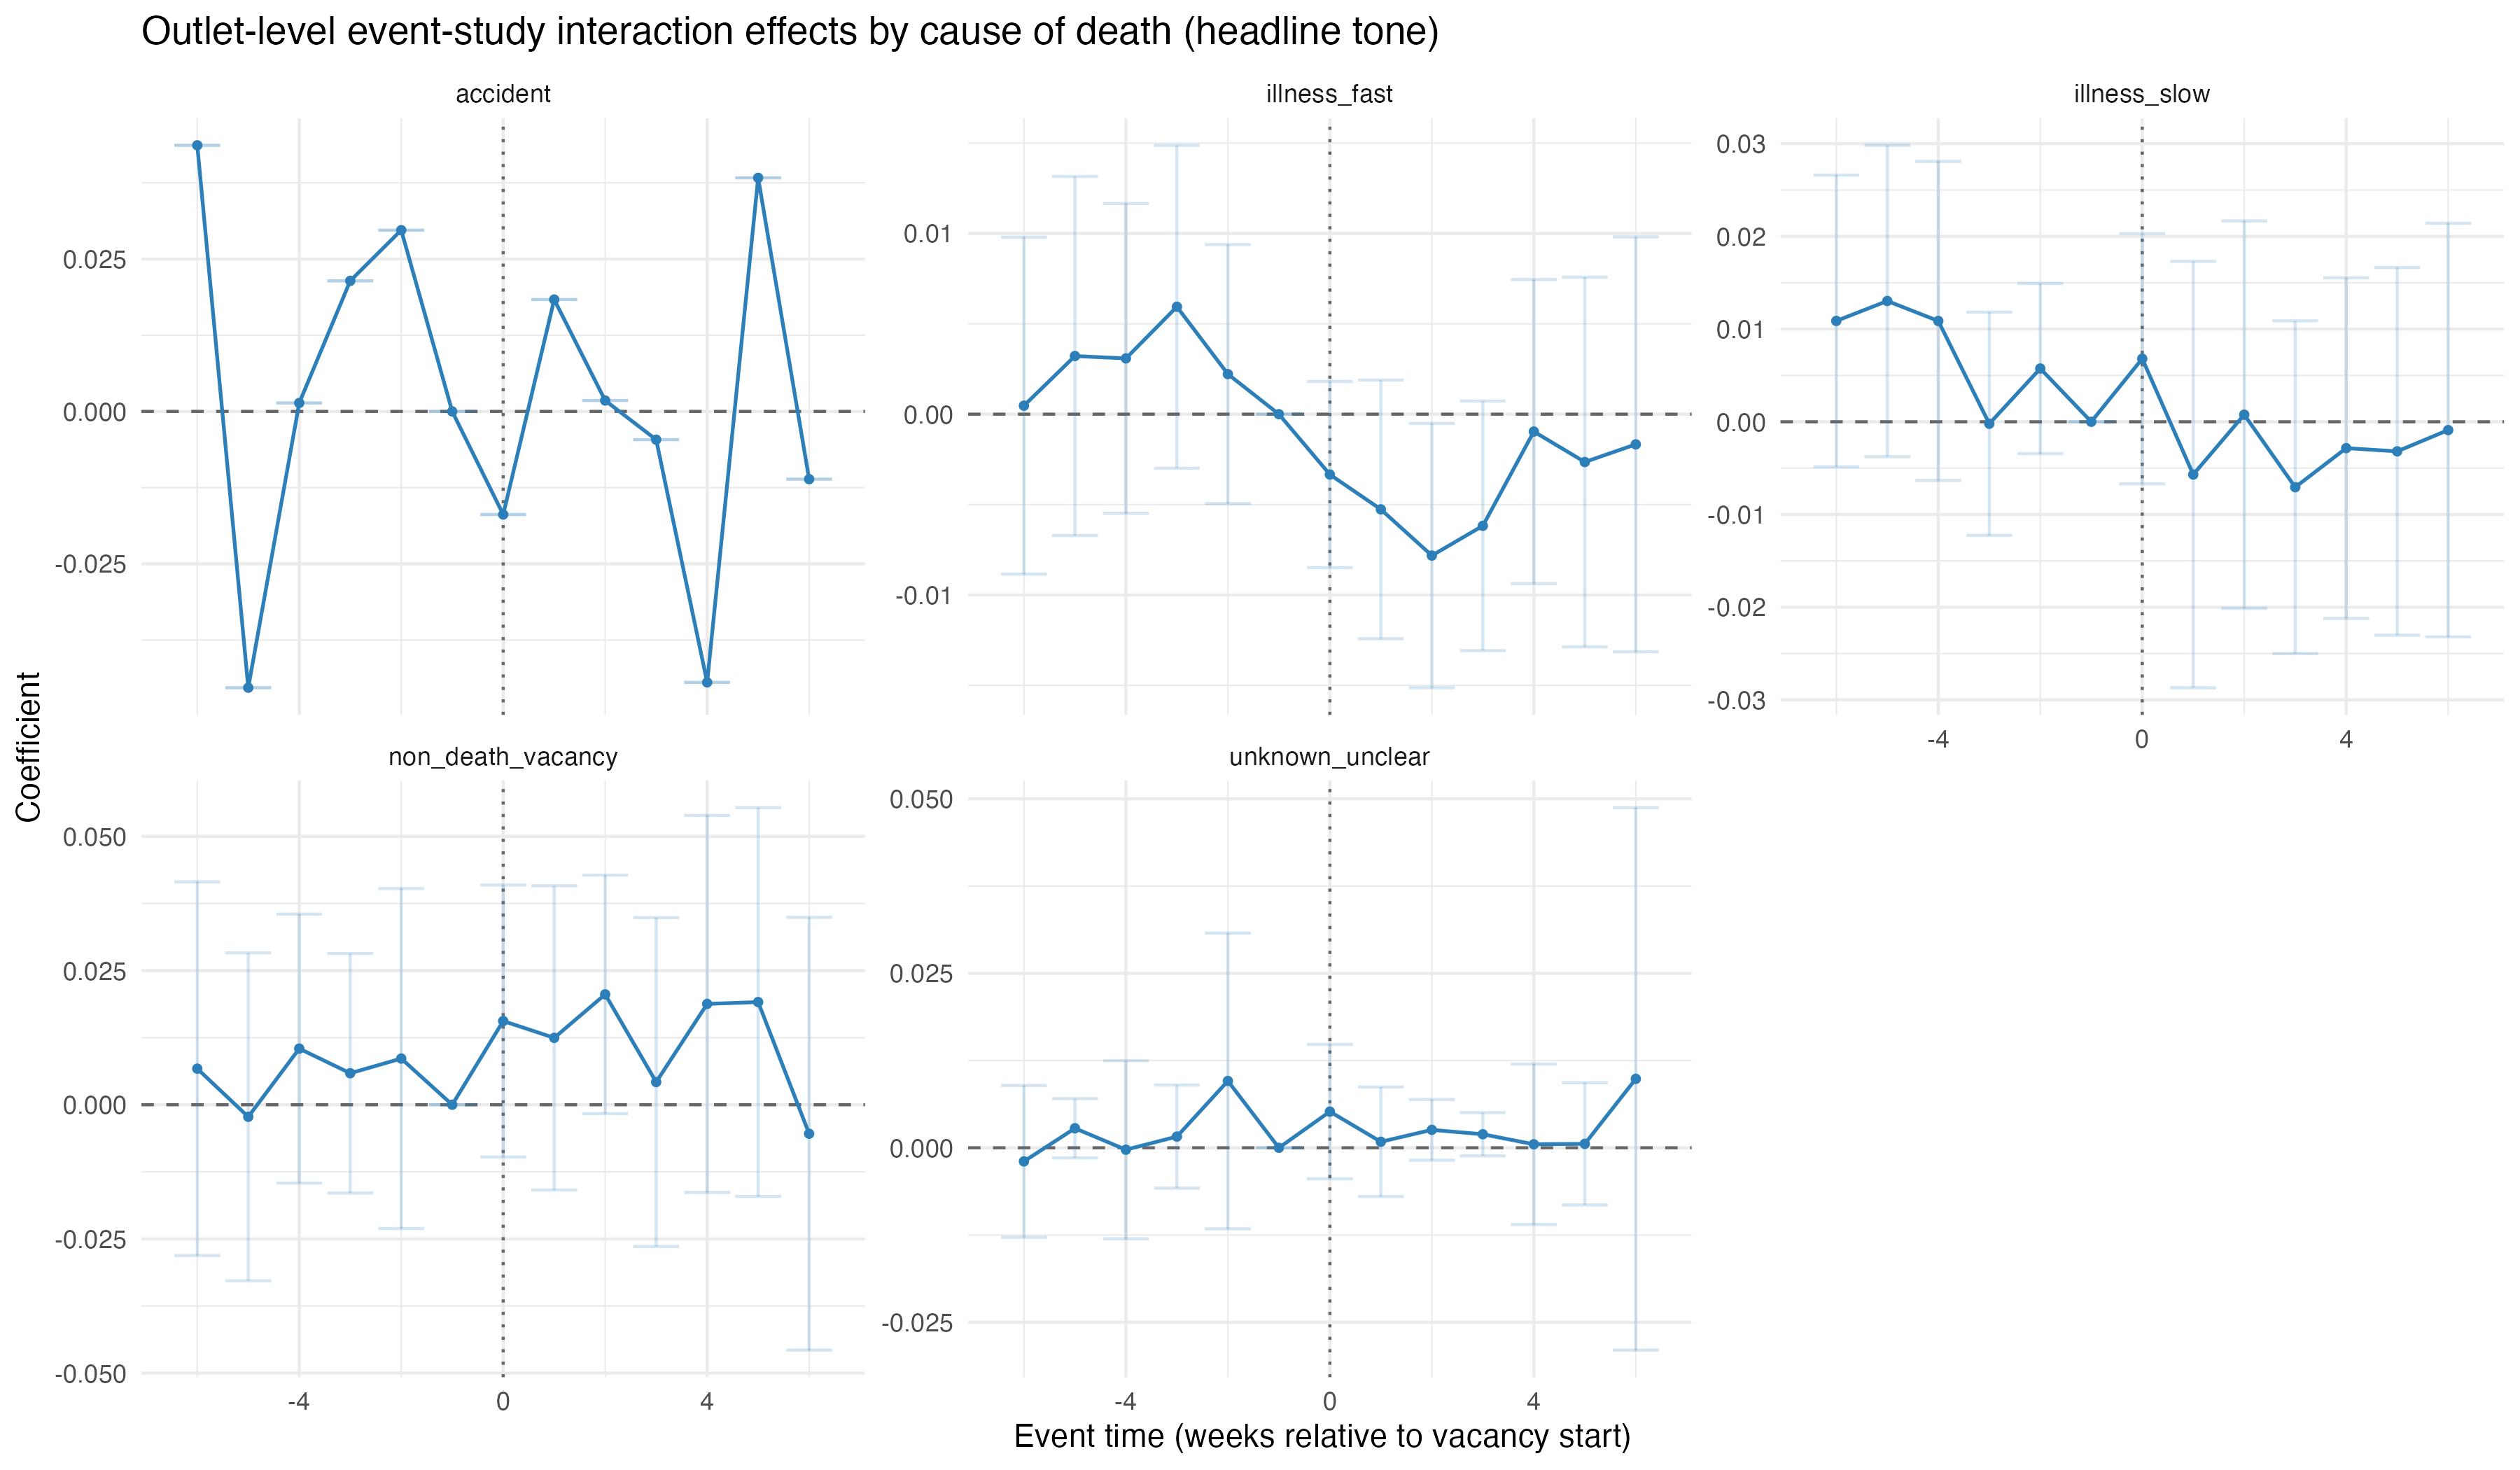 Outlet-level event-study interaction effects by cause of death (headline tone)
accident
illness_fast
illness_slow
0.025
0.000
-0.025
0.01
0.00
-0.01
0.03
0.02
0.01
0.00
-0.01
-0.02
-0.03
-4 0 4
Coefficient
non_death_vacancy
unknown_unclear
0.050
0.025
0.000
-0.025
-0.050
0.050
0.025
0.000
-0.025
-4 0 4
-4 0 4
Event time (weeks relative to vacancy start)